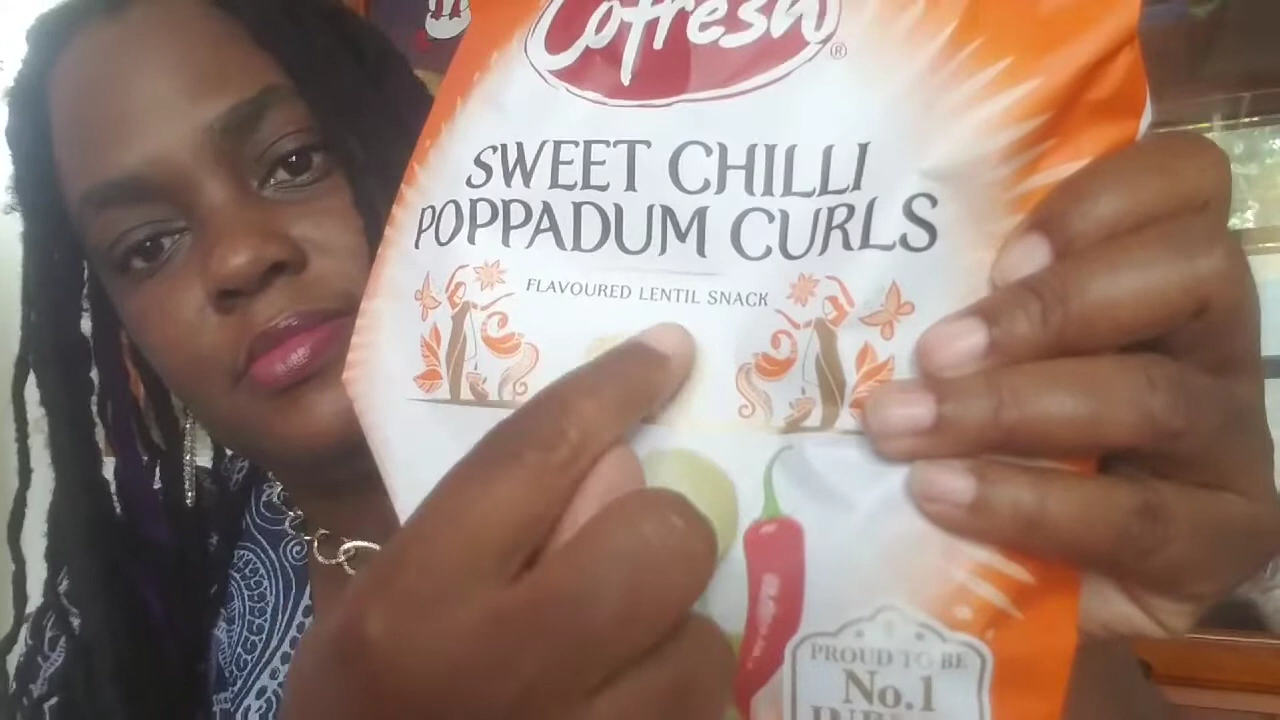 Cofresh®
SWEET CHILLI
POPPADUM CURLS
FLAVOURED LENTIL SNACK
PROUD TO BE
No.1